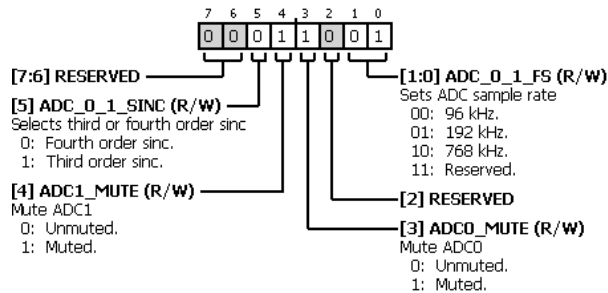 7 6 5 4 3 2 1 0
0 0 0 1 1 0 0 1
[7:6] RESERVED
[5] ADC_0_1_SINC (R/W)
Selects third or fourth order sinc
0: Fourth order sinc.
1: Third order sinc.
[4] ADC1_MUTE (R/W)
Mute ADC1
0: Unmuted.
1: Muted.
[1:0] ADC_0_1_FS (R/W)
Sets ADC sample rate
00: 96 kHz.
01: 192 kHz.
10: 768 kHz.
11: Reserved.
[2] RESERVED
[3] ADC0_MUTE (R/W)
Mute ADC0
0: Unmuted.
1: Muted.